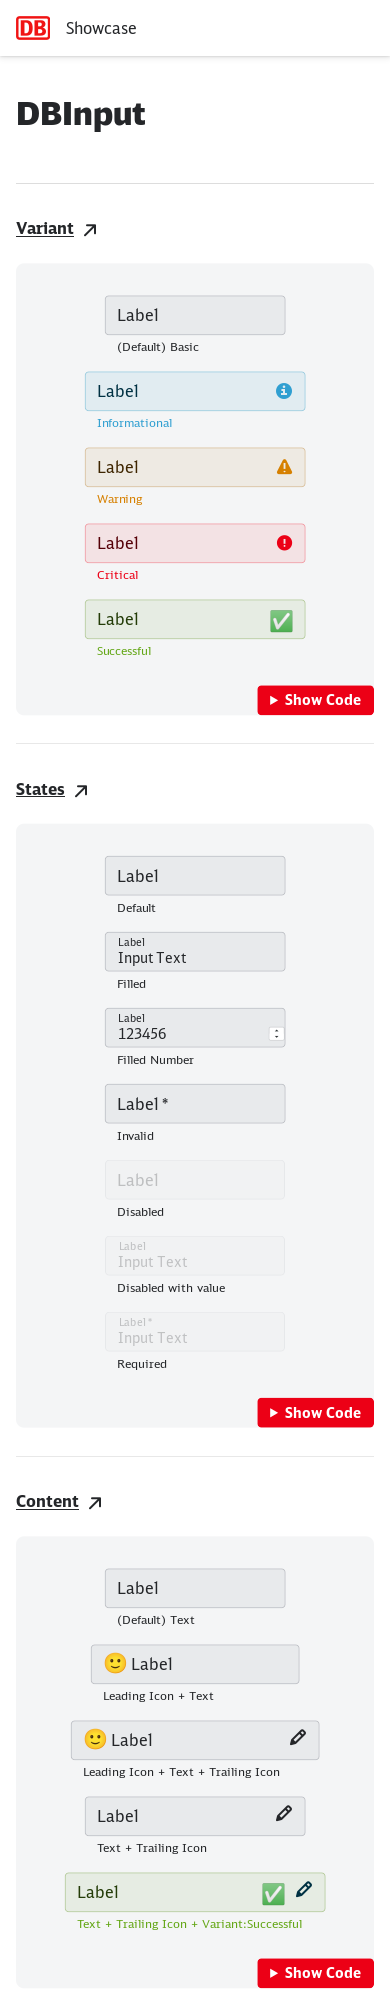 DB Showcase
DBInput
Variant
Label
(Default) Basic
Label
Informational
Label
Warning
Label
Critical
Label
Successful
Show Code
States
Label
Default
Label
Input Text
Filled
Label
123456
Filled Number
Label *
Invalid
Label
Disabled
Label
Input Text
Disabled with value
Label *
Input Text
Required
Show Code
Content
Label
(Default) Text
Label
Leading Icon + Text
Label
Leading Icon + Text + Trailing Icon
Label
Text + Trailing Icon
Label
Text + Trailing Icon + Variant:Successful
Show Code